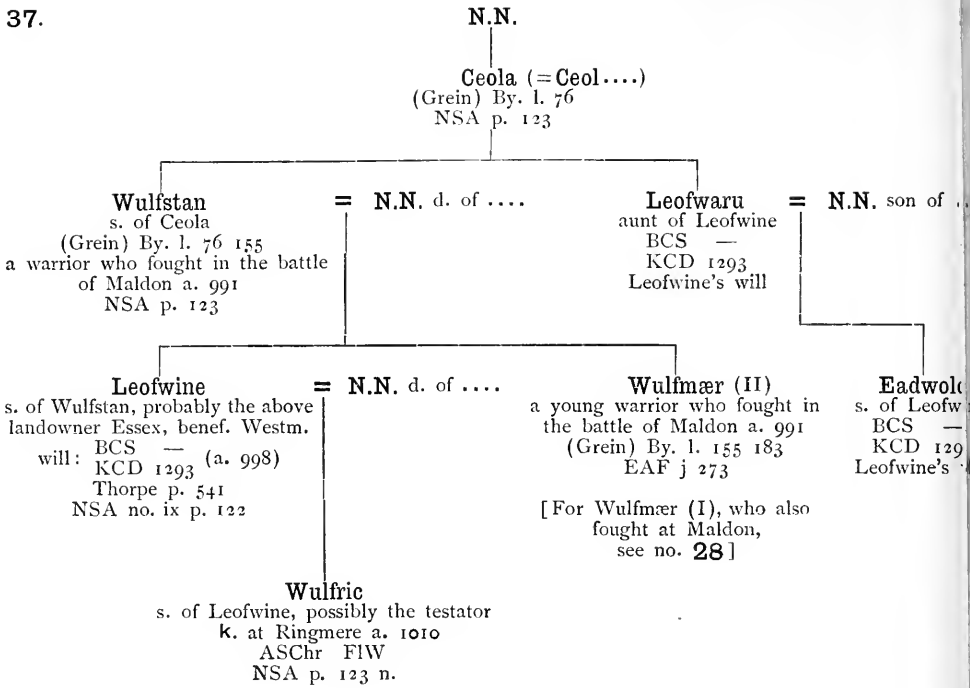 37.
N.N.
Ceola (=Ceol....)
(Grein) By. l. 76
NSA p. 123
Wulfstan = N.N. d. of ....
s. of Ceola
(Grein) By. l. 76 155
a warrior who fought in the battle
of Maldon a. 991
NSA p. 123
Leofwaru = N.N. son of
aunt of Leofwine
BCS —
KCD 1293
Leofwine's will
Leofwine = N.N. d. of ....
s. of Wulfstan, probably the above
landowner Essex, benef. Westm.
will: BCS —
KCD 1293 (a. 998)
Thorpe p. 541
NSA no. ix p. 122
Wulfmær (II)
a young warrior who fought in
the battle of Maldon a. 991
(Grein) By. l. 155 183
EAF j 273
[For Wulfmær (I), who also
fought at Maldon,
see no. 28]
s. of
BCS —
KCD
Leofwine's
Wulfric
s. of Leofwine, possibly the testator
k. at Ringmere a. 1010
ASChr FlW
NSA p. 123 n.